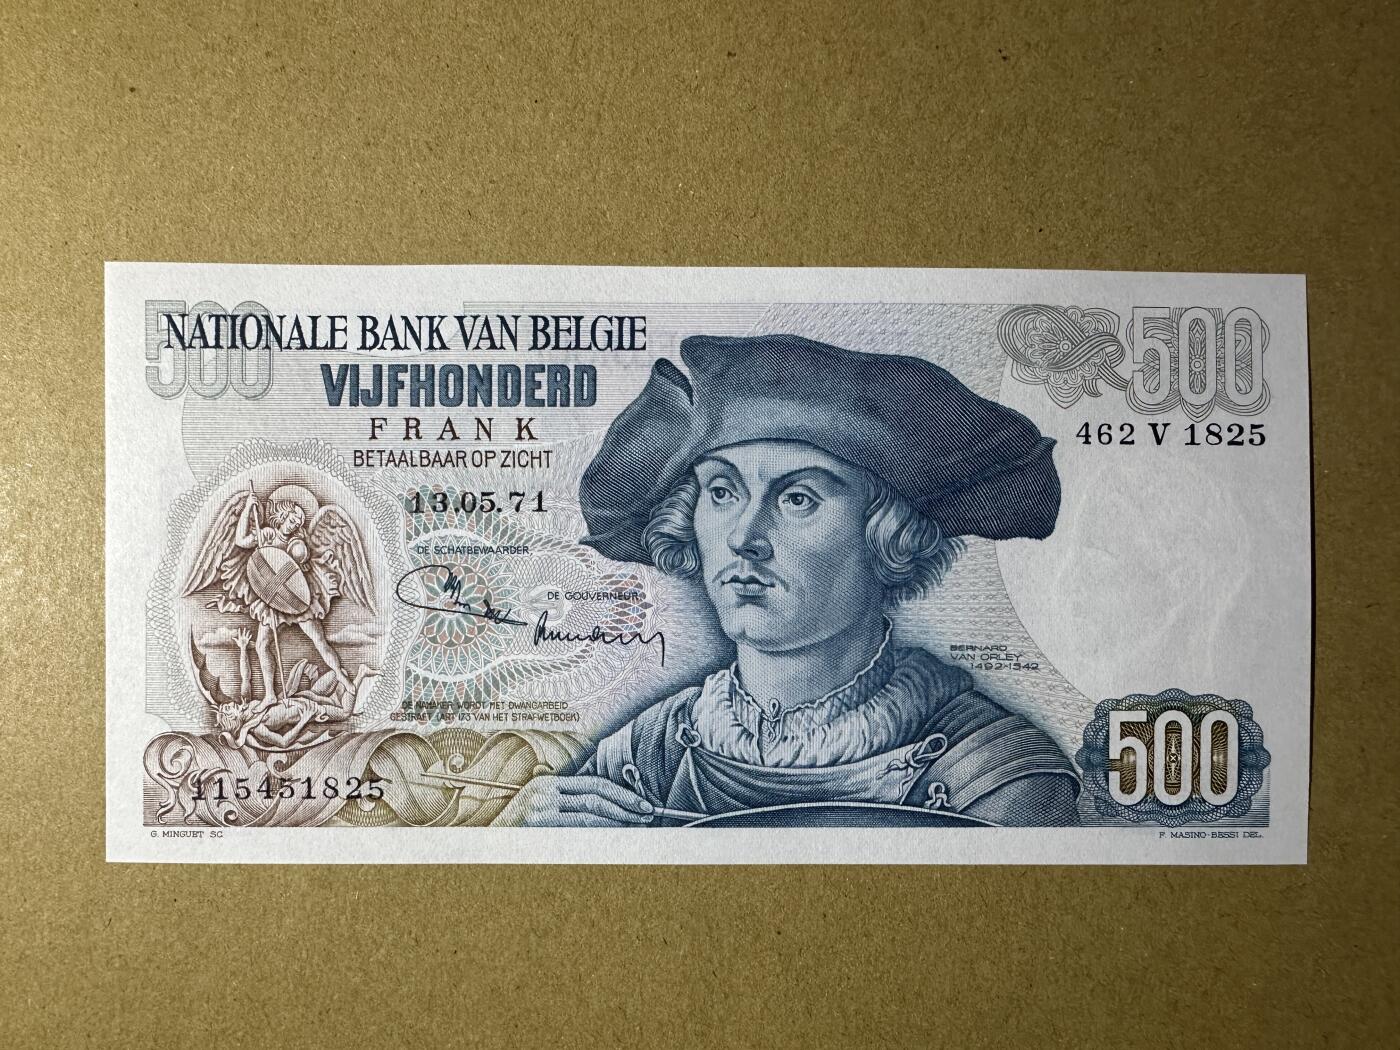 500
NATIONALE BANK VAN BELGIE
VIJFHONDERD
FRANK
BETAALBAAR OP ZICHT
13.05.71
DE SCHATBEWAARDER
DE GOUVERNEUR
DE NAMAKER WORDT MET DWANGARBEID
GESTRAFT (ART 173 VAN HET STRAFWETBOEK)
500
462 V 1825
BERNARD
VAN ORLEY
1492-1542
500
115451825
G. MINGUET SC
F. MASINO-BESSI DEL.